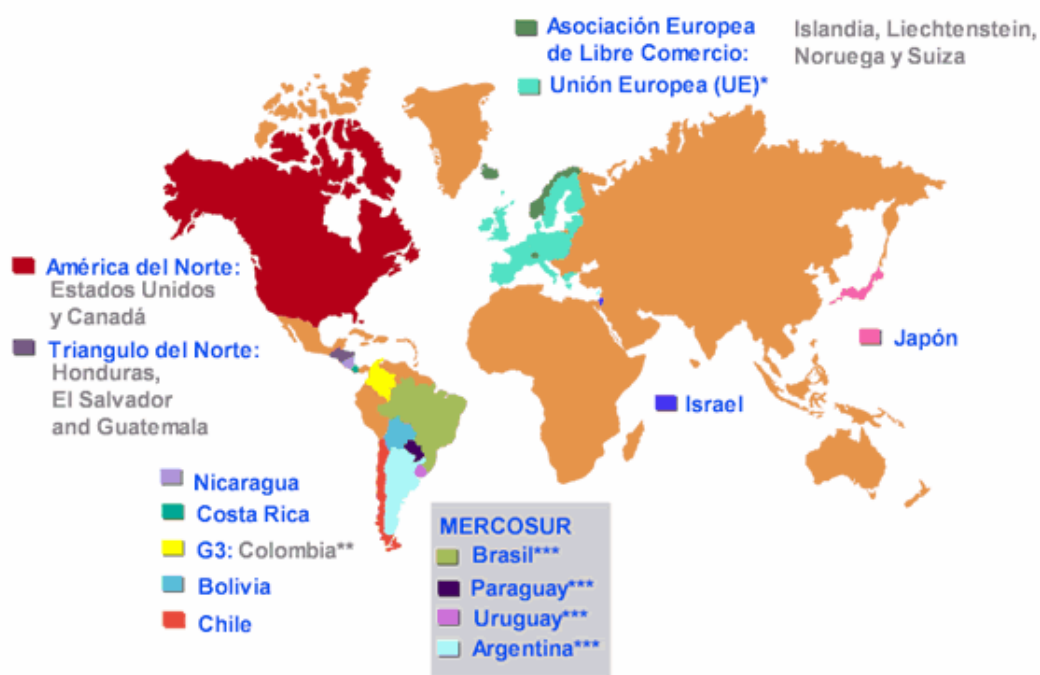 Asociación Europea
de Libre Comercio:
Islandia, Liechtenstein,
Noruega y Suiza
Unión Europea (UE)*
América del Norte:
Estados Unidos
y Canadá
Triangulo del Norte:
Honduras,
El Salvador
and Guatemala
Japón
Israel
Nicaragua
Costa Rica
G3: Colombia**
Bolivia
Chile
MERCOSUR
Brasil***
Paraguay***
Uruguay***
Argentina***